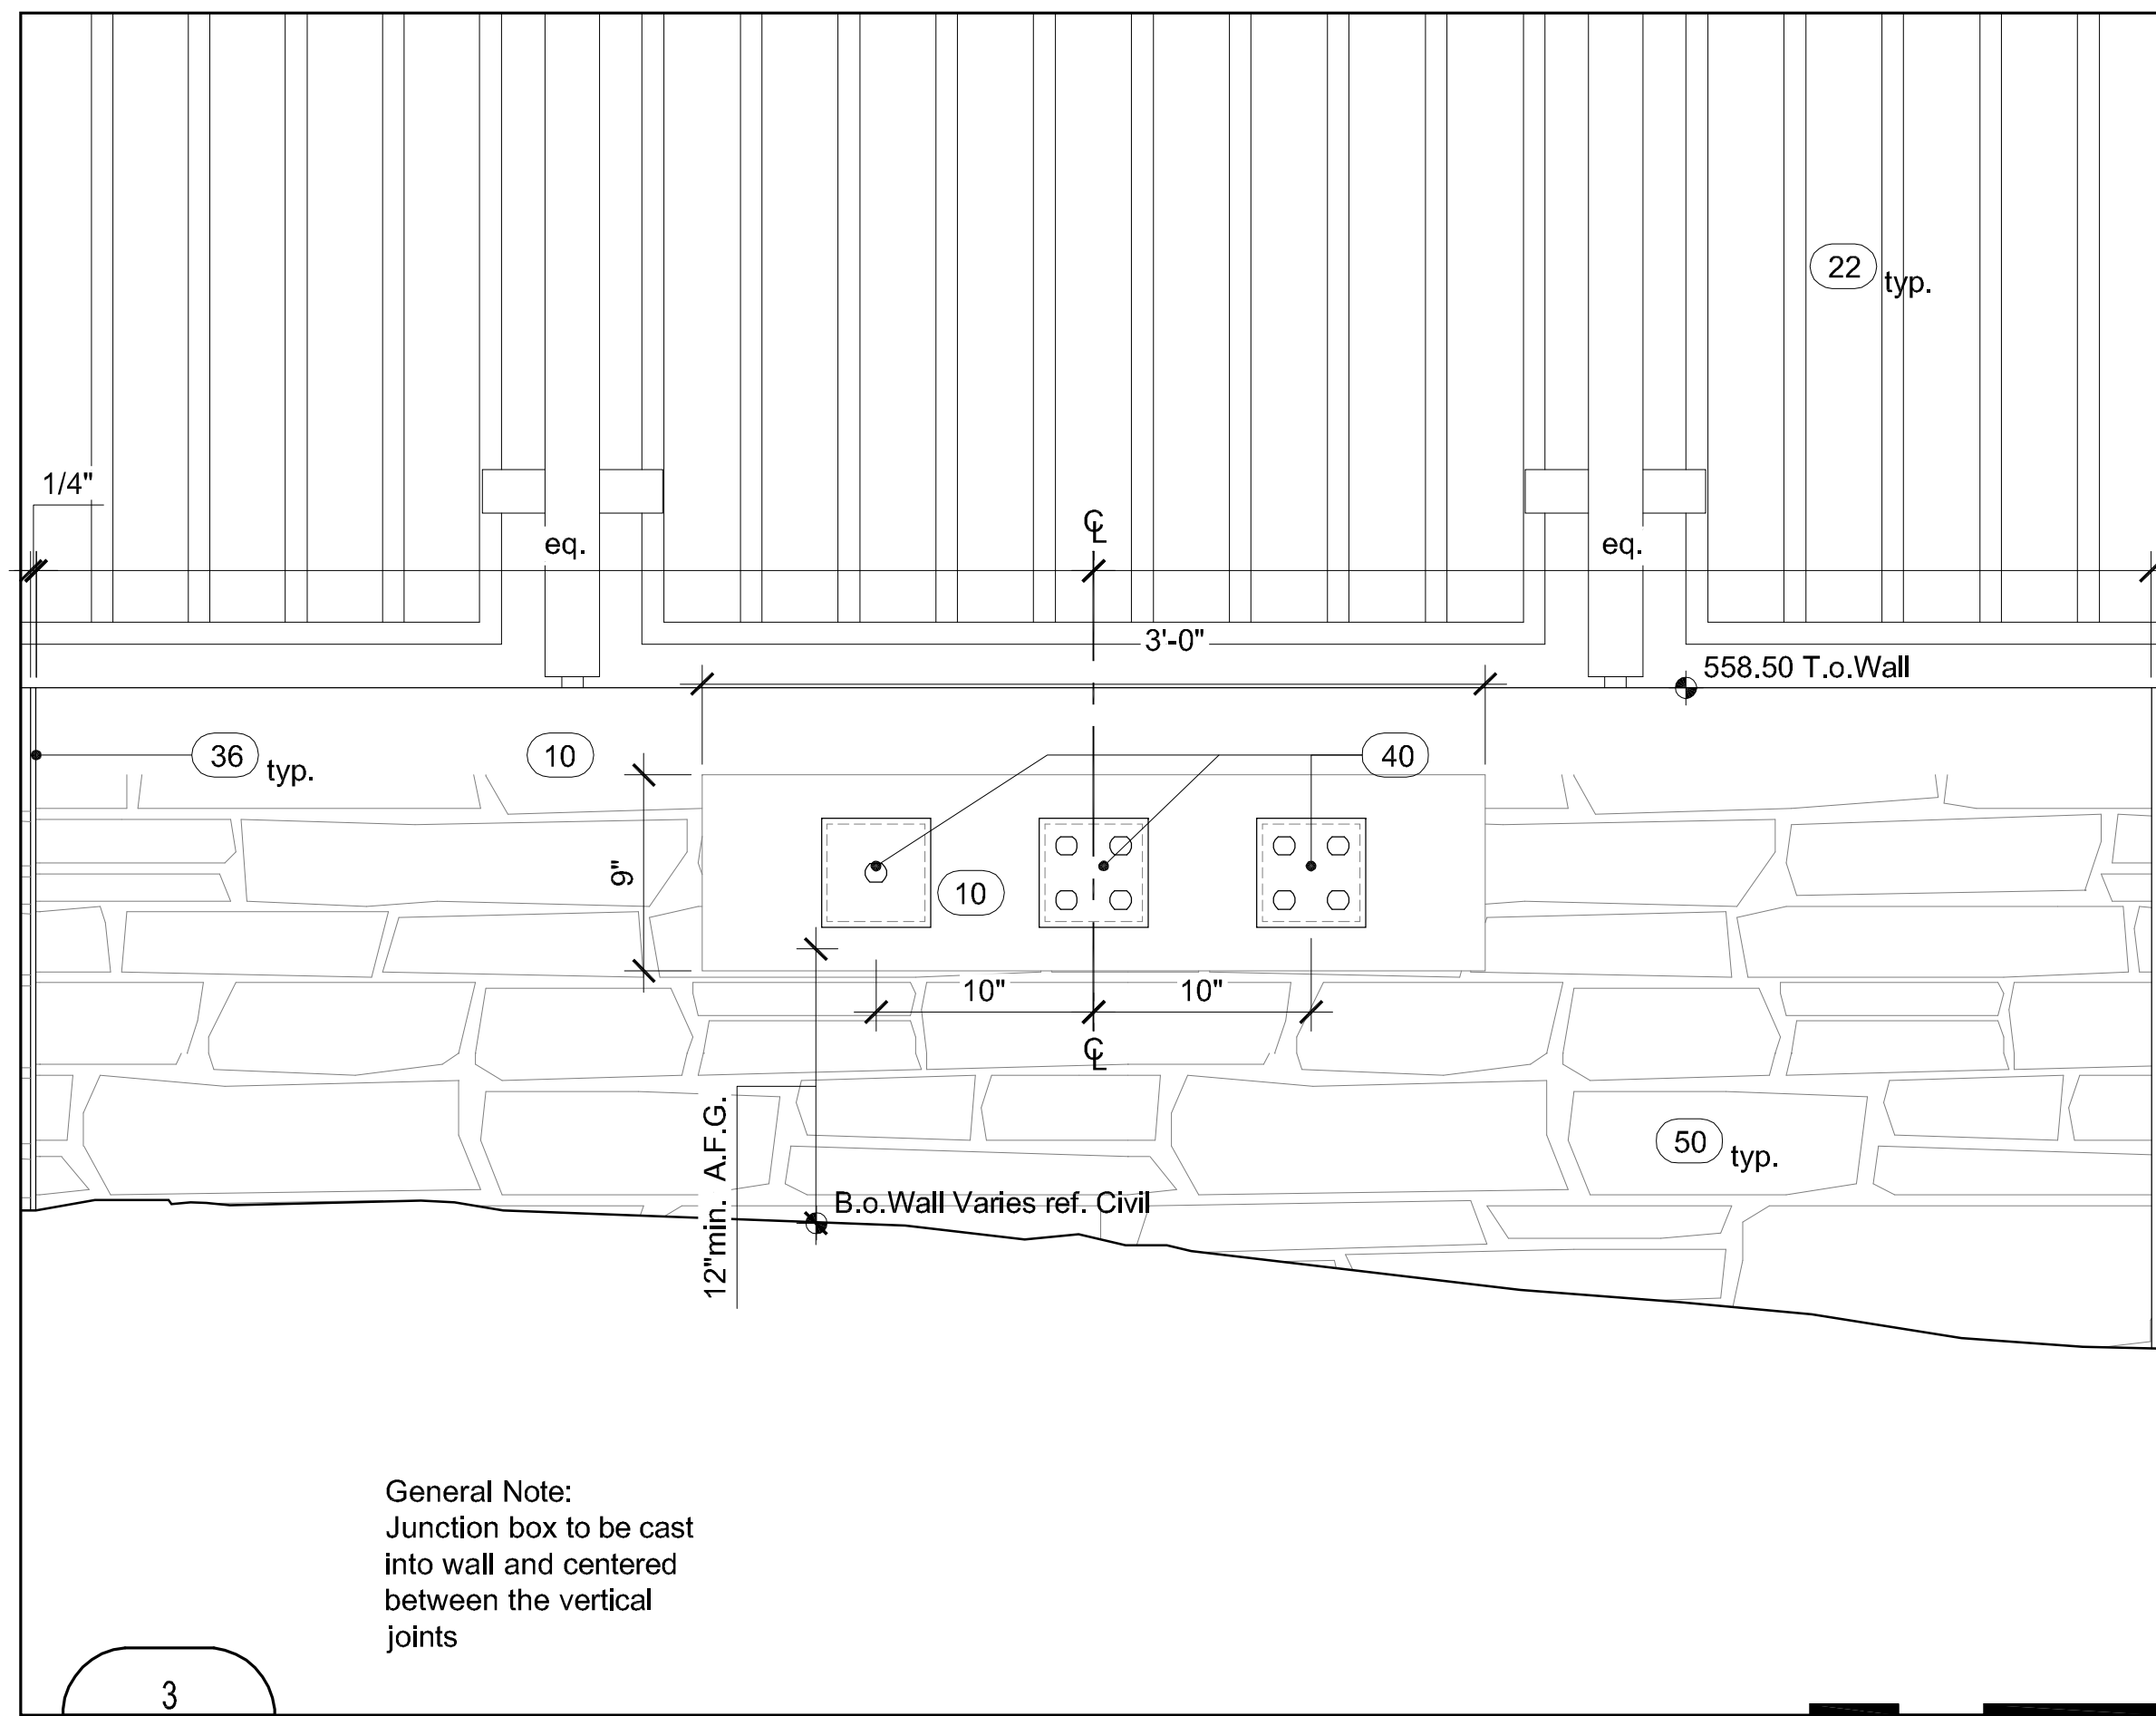 22 typ.
1/4"
℄
eq.
eq.
3'-0"
558.50 T.o.Wall
36 typ.
10
40
9"
10
10"
10"
℄
12"min. A.F.G.
50 typ.
B.o.Wall Varies ref. Civil
General Note:
Junction box to be cast
into wall and centered
between the vertical
joints
3